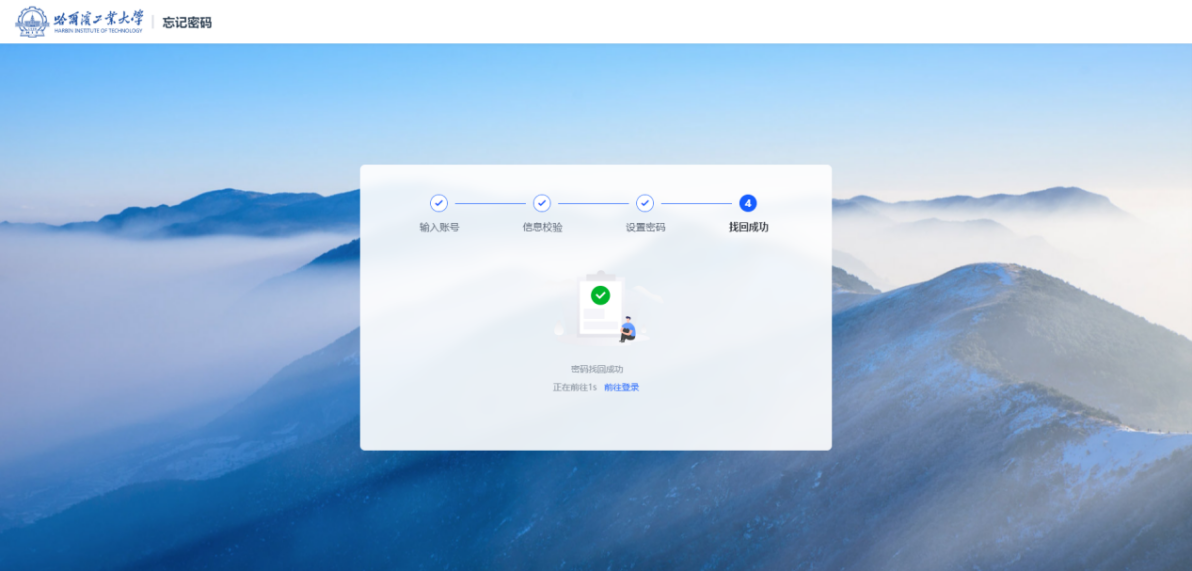 哈尔滨工业大学
HARBIN INSTITUTE OF TECHNOLOGY
忘记密码
4
输入账号 信息校验 设置密码 找回成功
密码找回成功
正在前往1s 前往登录